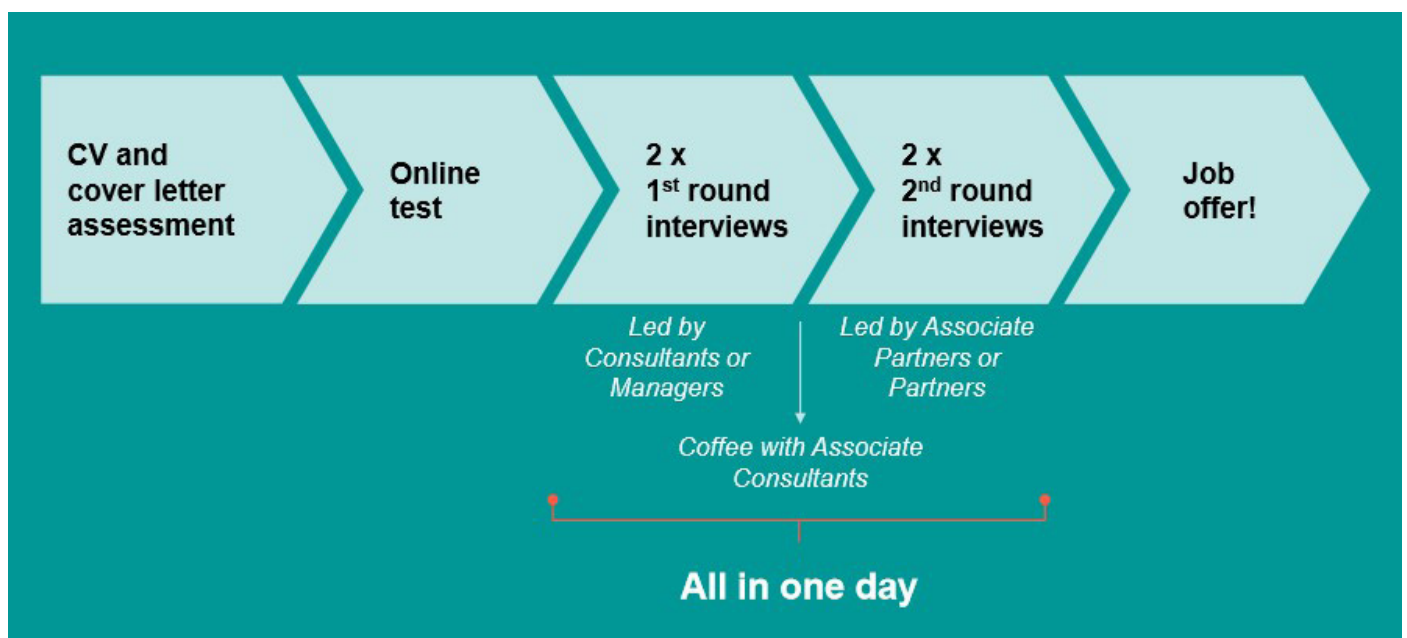 CV and
cover letter
assessment
Online
test
2 x
1st round
interviews
2 x
2nd round
interviews
Job
offer!
Led by
Consultants or
Managers
Led by Associate
Partners or
Partners
Coffee with Associate
Consultants
All in one day